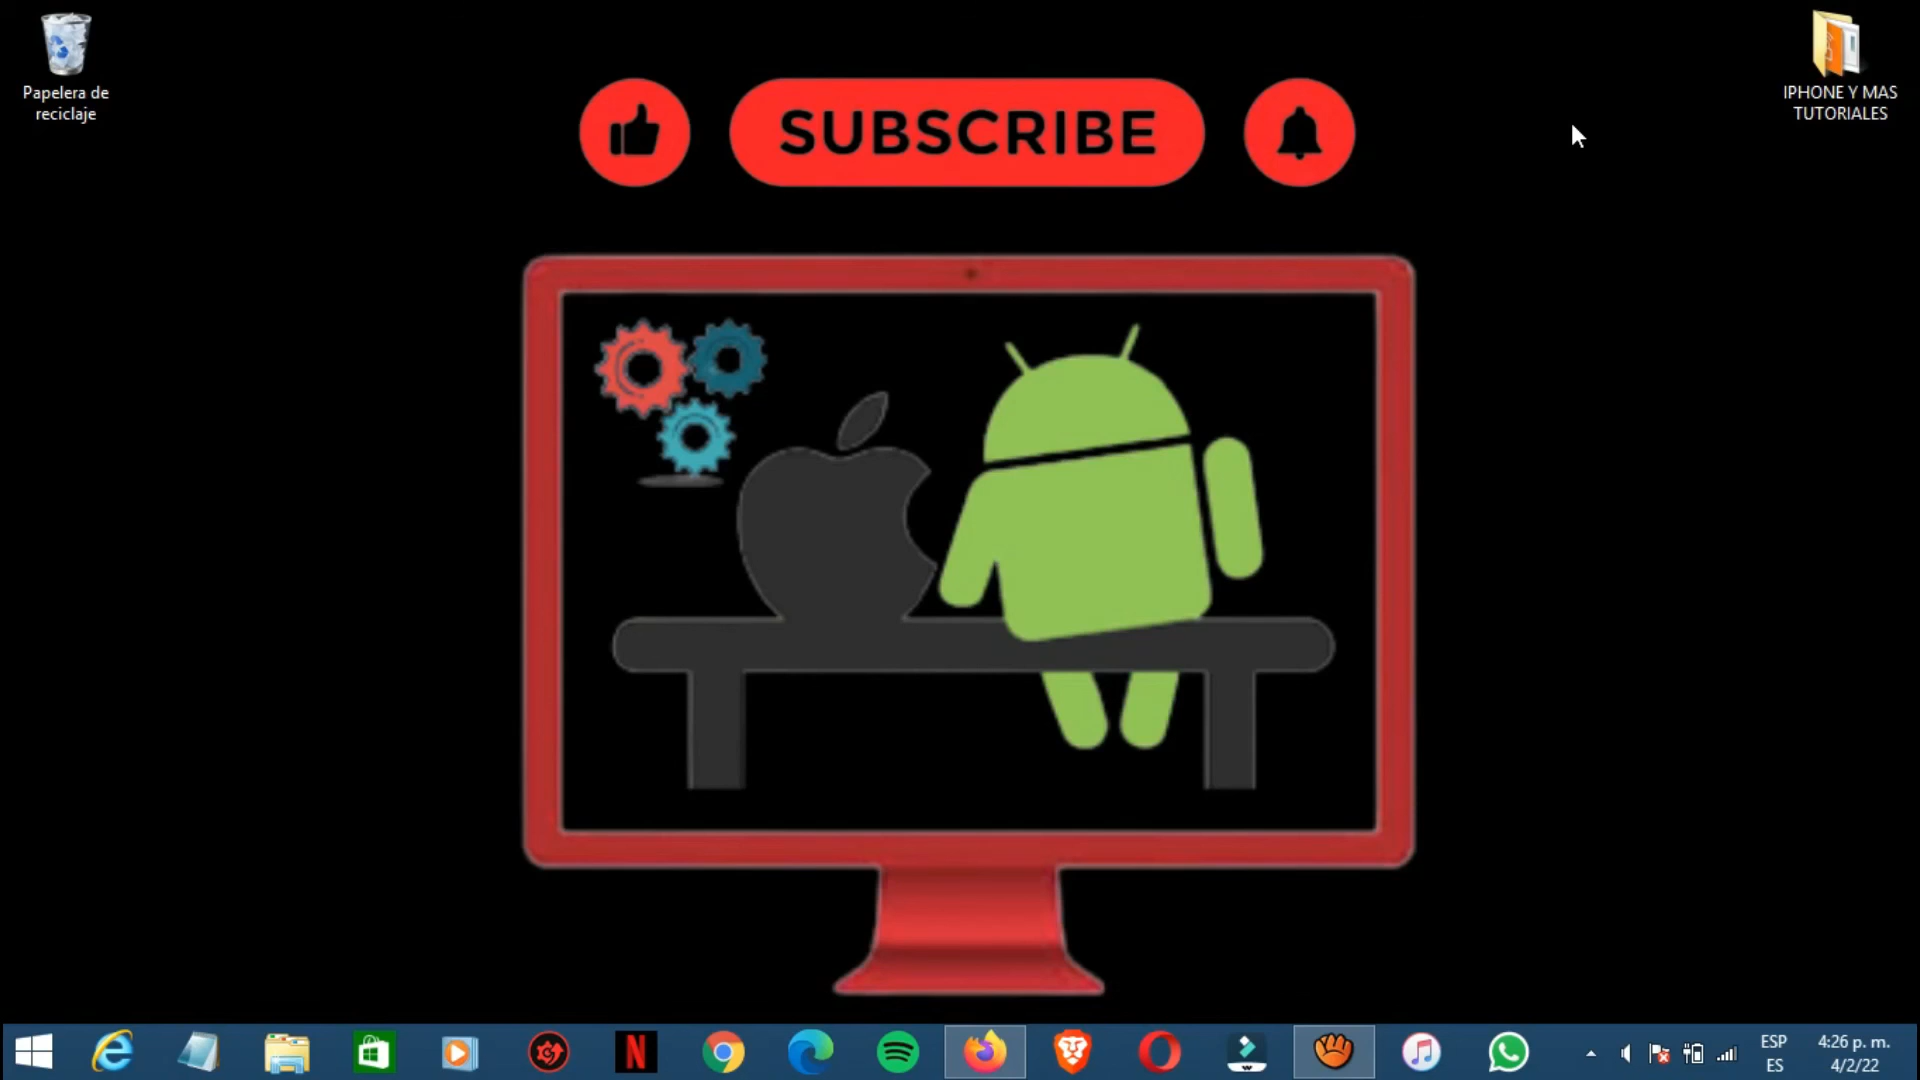 Papelera de
reciclaje
SUBSCRIBE
IPHONE Y MAS
TUTORIALES
ESP
ES
4:26 p. m.
4/2/22